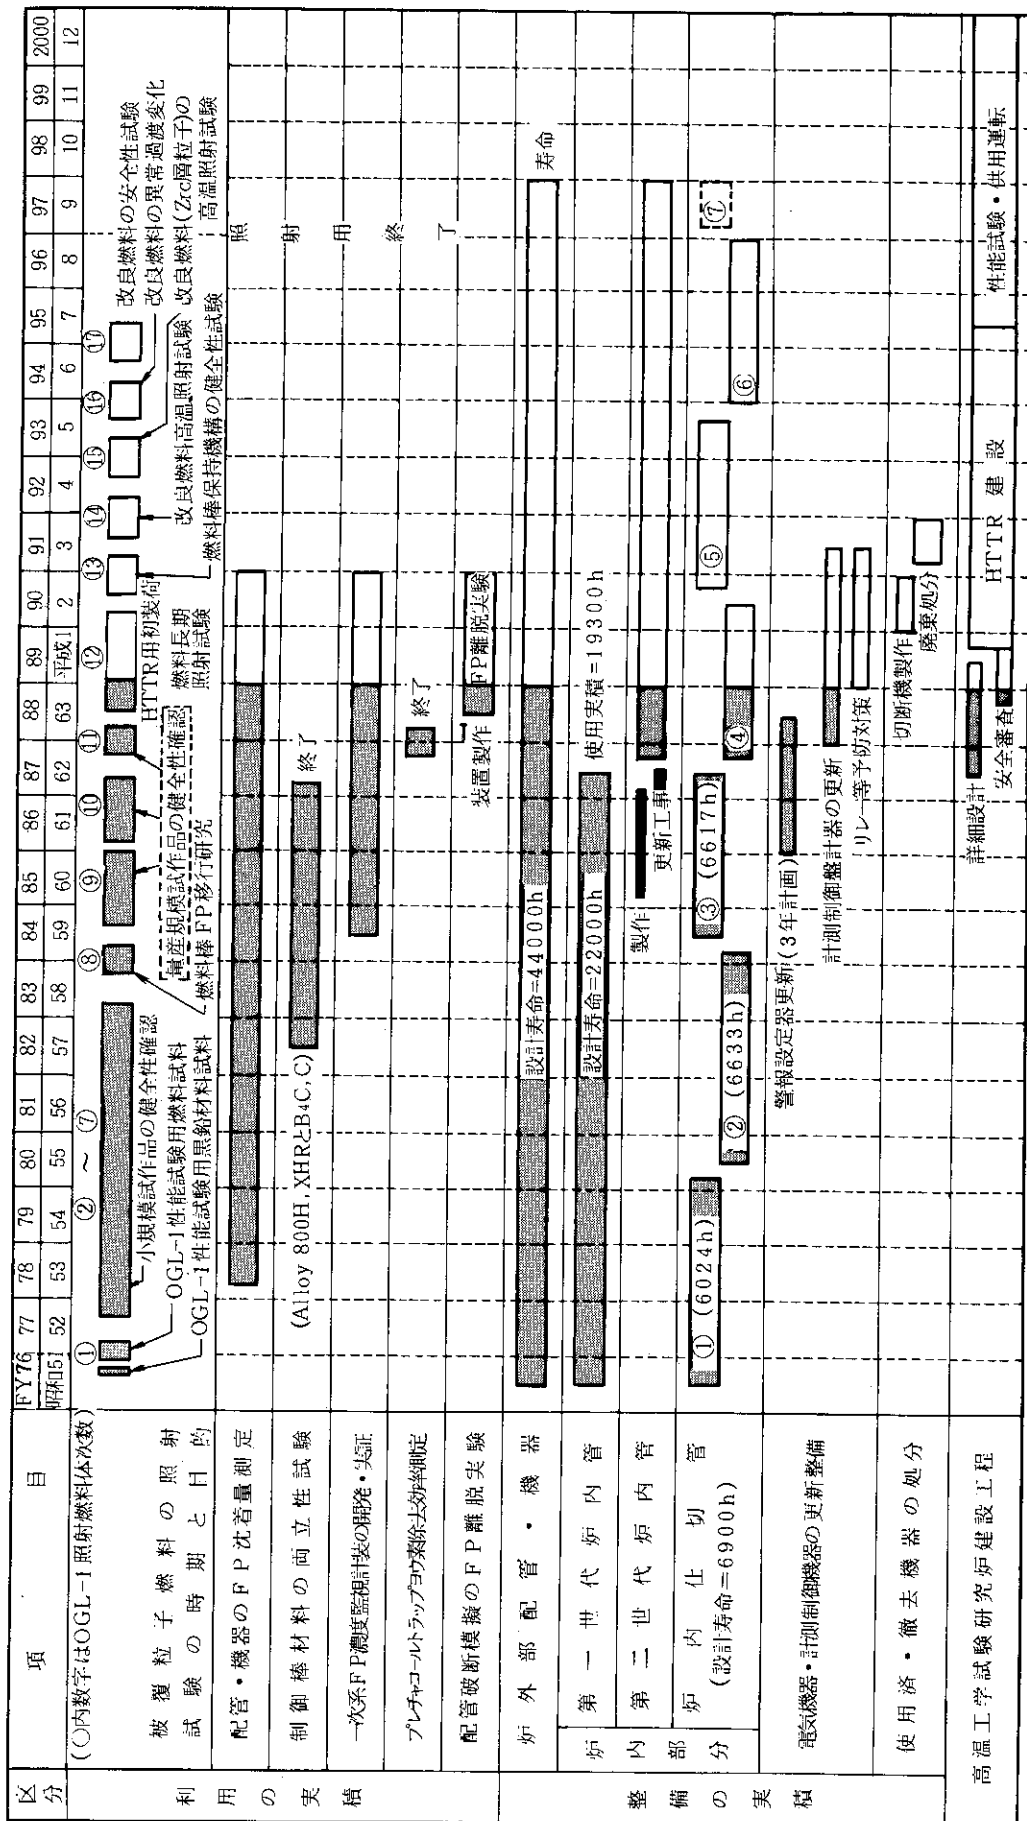 区分
項目
FY76 77 78 79 80 81 82 83 84 85 86 87 88 89 90 91 92 93 94 95 96 97 98 99 2000
昭和51 52 53 54 55 56 57 58 59 60 61 62 63 平成1 2 3 4 5 6 7 8 9 10 11 12
利用の実積
(○内数字はOGL-1照射燃料体次数)
被覆粒子燃料の照射
試験の時期と目的
① ② ~ ⑦ ⑧ ⑨ ⑩ ⑪ ⑫ ⑬ ⑭ ⑮ ⑯ ⑰
小規模試作品の健全性確認
OGL-1性能試験用燃料試料
OGL-1性能試験用黒鉛材料試料
量産規模試作品の健全性確認
燃料棒FP移行研究
HTTR用初装荷
燃料長期
照射試験
改良燃料の安全性試験
改良燃料の異常過渡変化
改良燃料(Zrc層粒子)の
高温照射試験
改良燃料高温照射試験
燃料棒保持機構の健全性試験
配管・機器のFP沈着量測定
照射用終了
制御棒材料の両立性試験
(Alloy 800H, XHRとB4C, C)
終了
一次系FP濃度監視計装の開発・実証
プレチャコールトラップヨウ素除去効率測定
終了
配管破断模擬のFP離脱実験
装置製作
FP離脱実験
整備の実積
炉外部配管・機器
設計寿命=44000h
寿命
炉内部分
第一世代炉内管
設計寿命=22000h
使用実積=19300h
第二世代炉内管
製作
更新工事
炉内仕切管
(設計寿命=6900h)
① (6024h)
② (6633h)
③ (6617h)
④
⑤
⑥
⑦
電気機器・計測制御機器の更新整備
警報設定器更新(3年計画)
計測制御盤計器の更新
リレー等予防対策
使用済・撤去機器の処分
切断機製作
廃棄処分
高温工学試験研究炉建設工程
詳細設計
安全審査
HTTR 建設
性能試験・供用運転